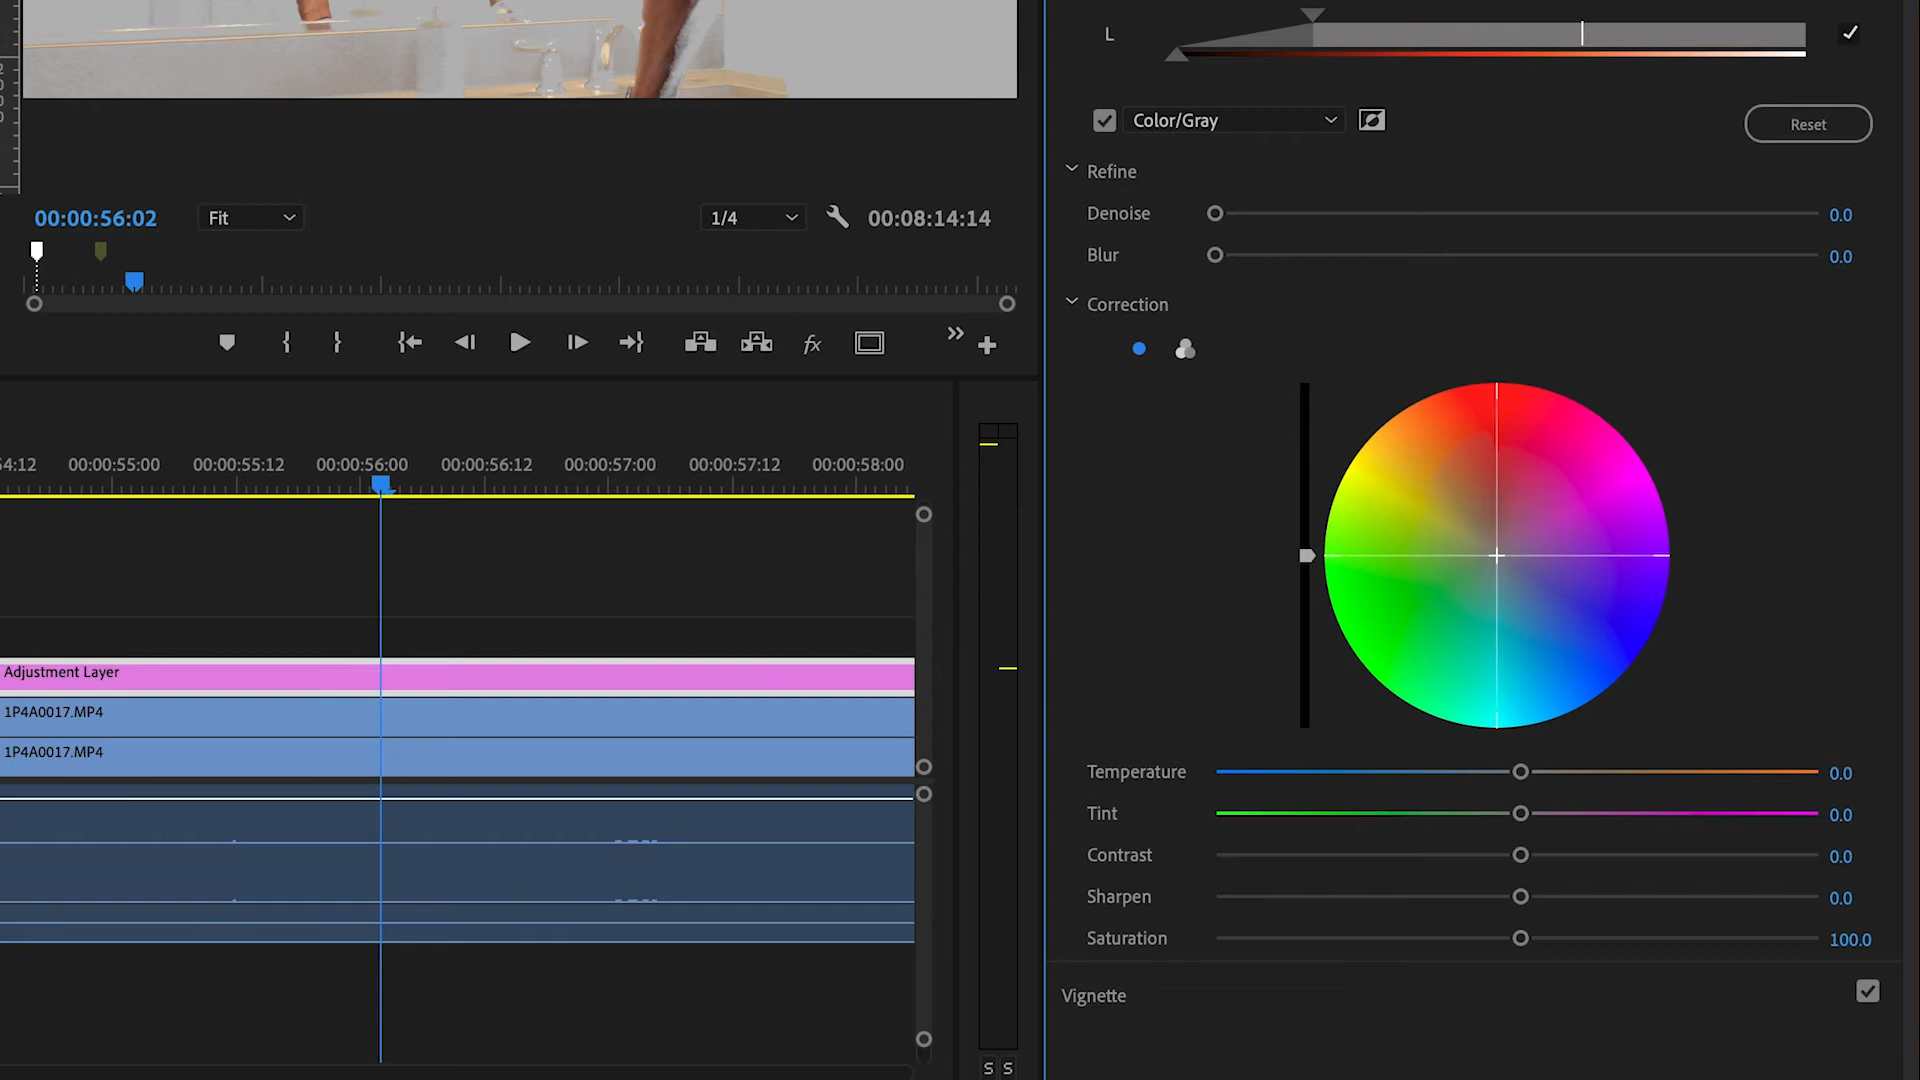 L
Color/Gray
Reset
Refine
Denoise
0.0
Blur
0.0
Correction
00:00:56:02
Fit
1/4
00:08:14:14
fx
54:12
00:00:55:00
00:00:55:12
00:00:56:00
00:00:56:12
00:00:57:00
00:00:57:12
00:00:58:00
Adjustment Layer
1P4A0017.MP4
1P4A0017.MP4
S S
Temperature
0.0
Tint
0.0
Contrast
0.0
Sharpen
0.0
Saturation
100.0
Vignette